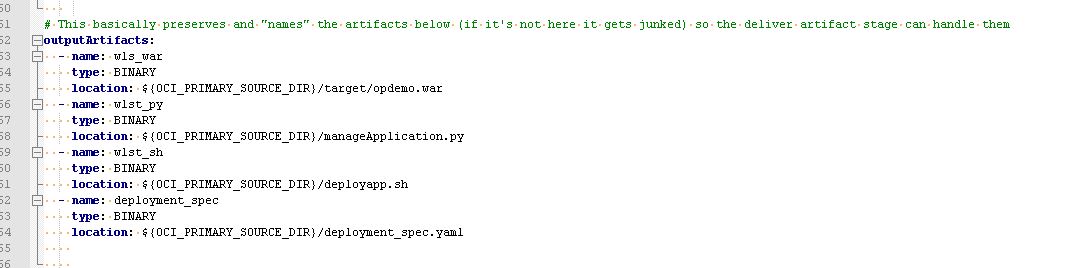 50
51 # This basically preserves and "names" the artifacts below (if it's not here it gets junked) so the deliver artifact stage can handle them
52 outputArtifacts:
53 - name: wls_war
54 type: BINARY
55 location: ${OCI_PRIMARY_SOURCE_DIR}/target/opdemo.war
56 - name: wlst_py
57 type: BINARY
58 location: ${OCI_PRIMARY_SOURCE_DIR}/manageApplication.py
59 - name: wlst_sh
60 type: BINARY
61 location: ${OCI_PRIMARY_SOURCE_DIR}/deployapp.sh
62 - name: deployment_spec
63 type: BINARY
64 location: ${OCI_PRIMARY_SOURCE_DIR}/deployment_spec.yaml
65
66